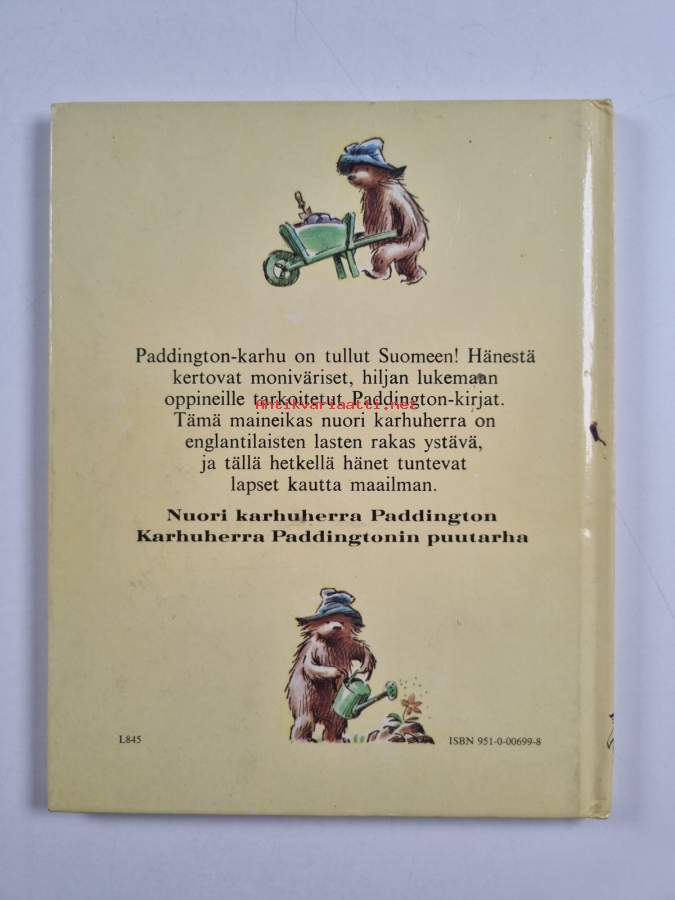 Paddington-karhu on tullut Suomeen! Hänestä
kertovat moniväriset, hiljan lukemaan
oppineille tarkoitetut Paddington-kirjat.
Antikvariaatti.net
Tämä maineikas nuori karhuherra on
englantilaisten lasten rakas ystävä,
ja tällä hetkellä hänet tuntevat
lapset kautta maailman.
Nuori karhuherra Paddington
Karhuherra Paddingtonin puutarha
L845
ISBN 951-0-00699-8